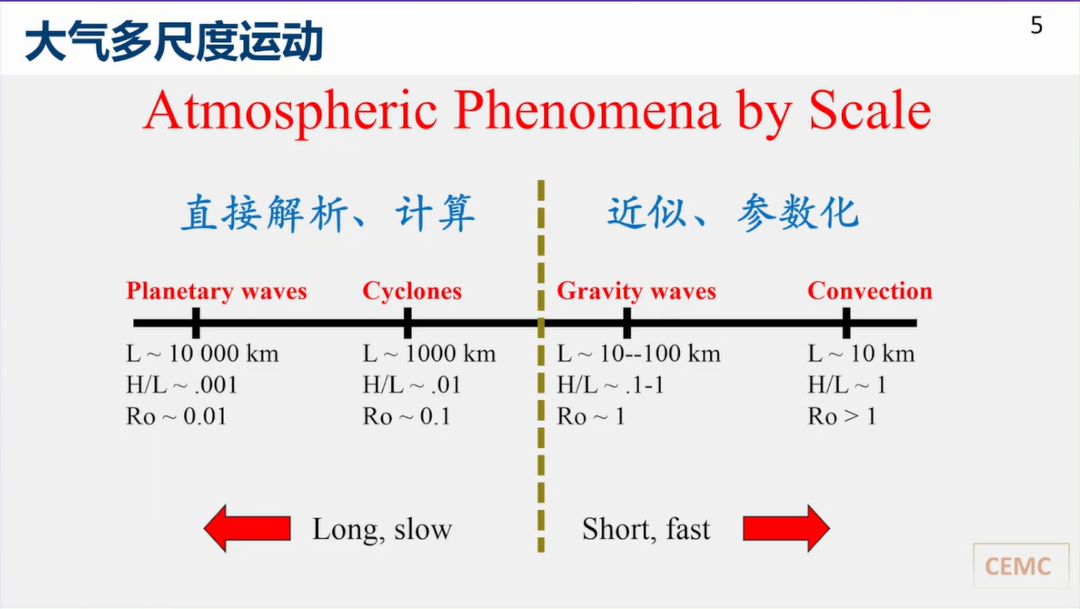 大气多尺度运动
5
Atmospheric Phenomena by Scale
直接解析、计算
近似、参数化
Planetary waves
L ~ 10 000 km
H/L ~ .001
Ro ~ 0.01
Cyclones
L ~ 1000 km
H/L ~ .01
Ro ~ 0.1
Gravity waves
L ~ 10--100 km
H/L ~ .1-1
Ro ~ 1
Convection
L ~ 10 km
H/L ~ 1
Ro > 1
Long, slow
Short, fast
CEMC